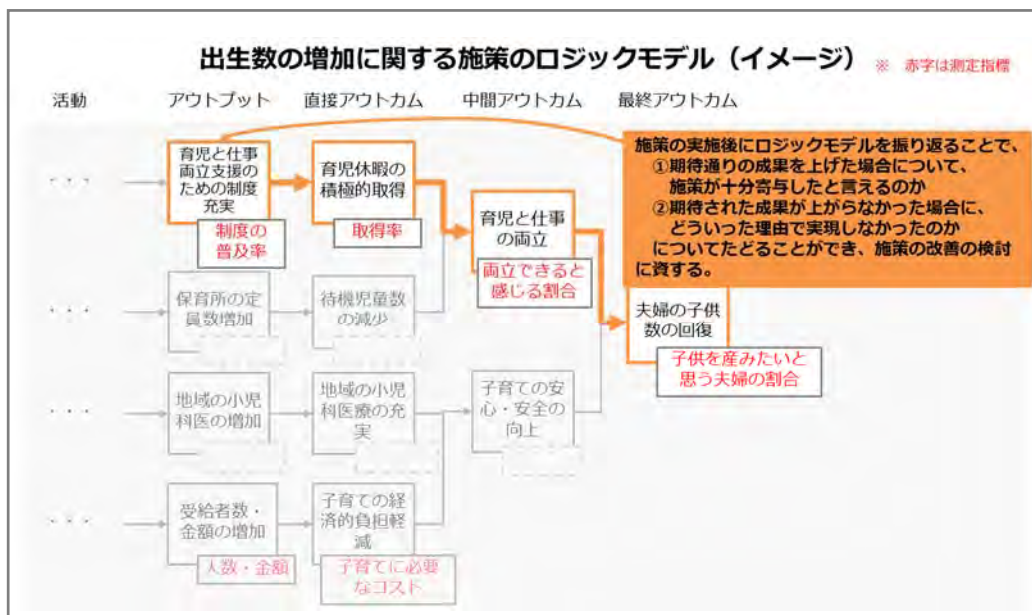 出生数の増加に関する施策のロジックモデル（イメージ）
※　赤字は測定指標
活動
アウトプット
直接アウトカム
中間アウトカム
最終アウトカム
・・・
育児と仕事
両立支援の
ための制度
充実
制度の
普及率
育児休暇の
積極的取得
取得率
育児と仕事
の両立
両立できると
感じる割合
施策の実施後にロジックモデルを振り返ることで、
①期待通りの成果を上げた場合について、
施策が十分寄与したと言えるのか
②期待された成果が上がらなかった場合に、
どういった理由で実現しなかったのか
についてたどることができ、施策の改善の検討
に資する。
・・・
保育所の定
員数増加
待機児童数
の減少
夫婦の子供
数の回復
子供を産みたいと
思う夫婦の割合
・・・
地域の小児
科医の増加
地域の小児
科医療の充
実
子育ての安
心・安全の
向上
・・・
受給者数・
金額の増加
人数・金額
子育ての経
済的負担軽
減
子育てに必要
なコスト